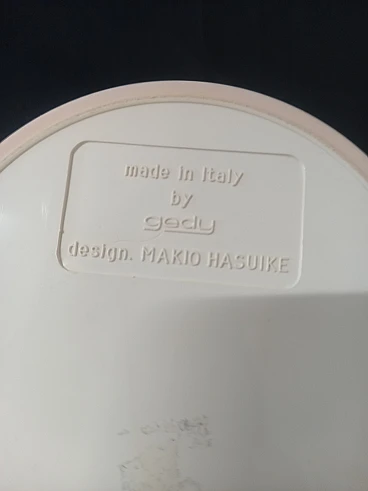 made in Italy
by
gedy
design. MAKIO HASUIKE